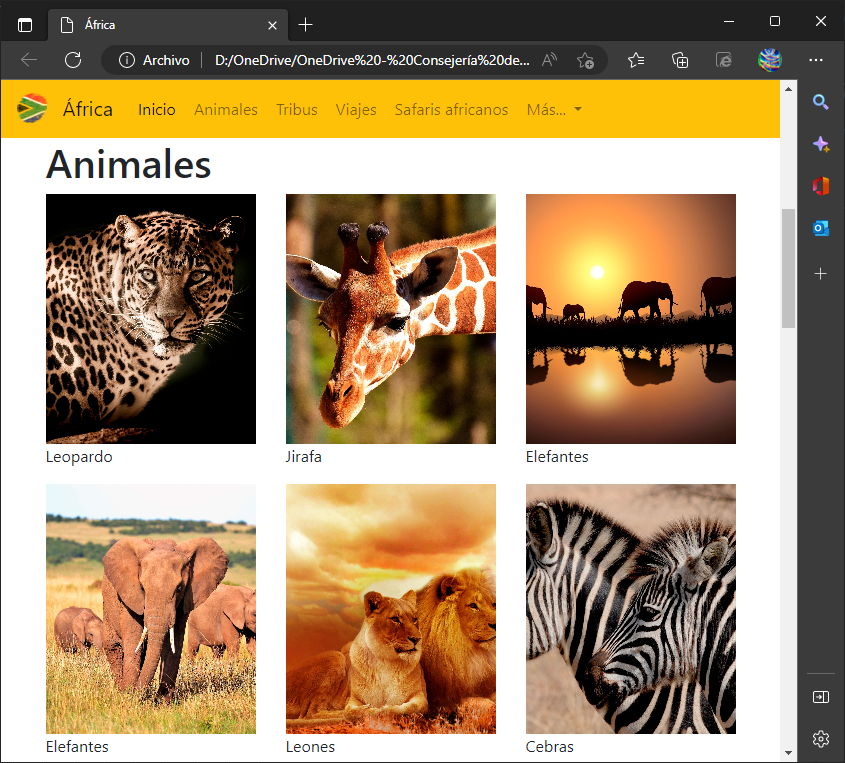 África
Archivo D:/OneDrive/OneDrive%20-%20Consejería%20de...
África Inicio Animales Tribus Viajes Safaris africanos Más...
Animales
Leopardo Jirafa Elefantes
Elefantes Leones Cebras